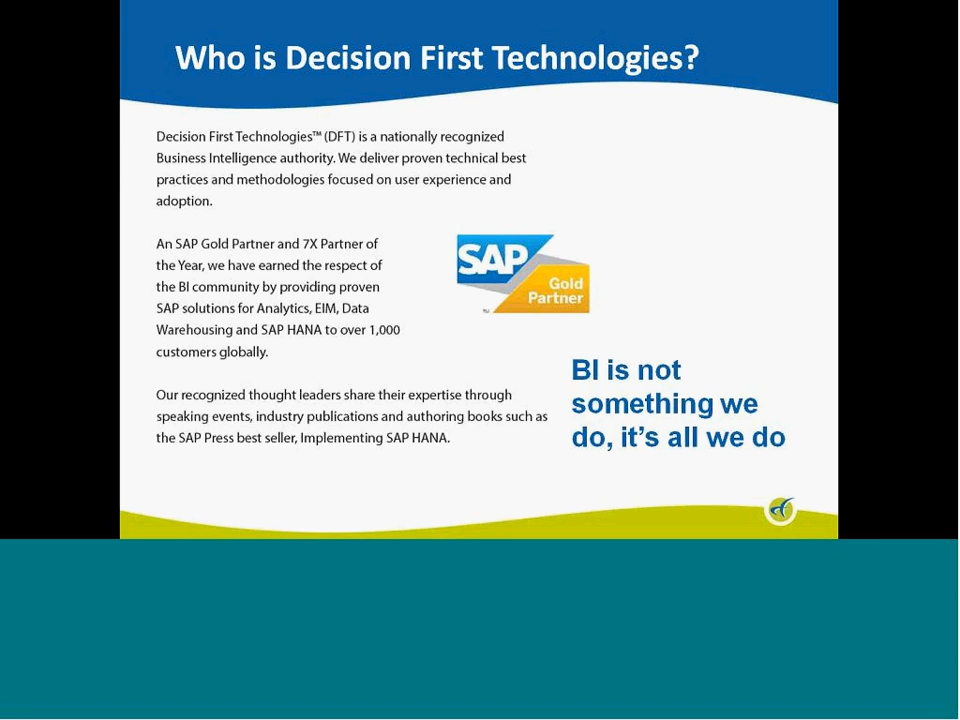 Who is Decision First Technologies?
Decision First Technologies™ (DFT) is a nationally recognized
Business Intelligence authority. We deliver proven technical best
practices and methodologies focused on user experience and
adoption.
An SAP Gold Partner and 7X Partner of
the Year, we have earned the respect of
the BI community by providing proven
SAP solutions for Analytics, EIM, Data
Warehousing and SAP HANA to over 1,000
customers globally.
SAP
Gold
Partner
BI is not
something we
do, it's all we do
Our recognized thought leaders share their expertise through
speaking events, industry publications and authoring books such as
the SAP Press best seller, Implementing SAP HANA.